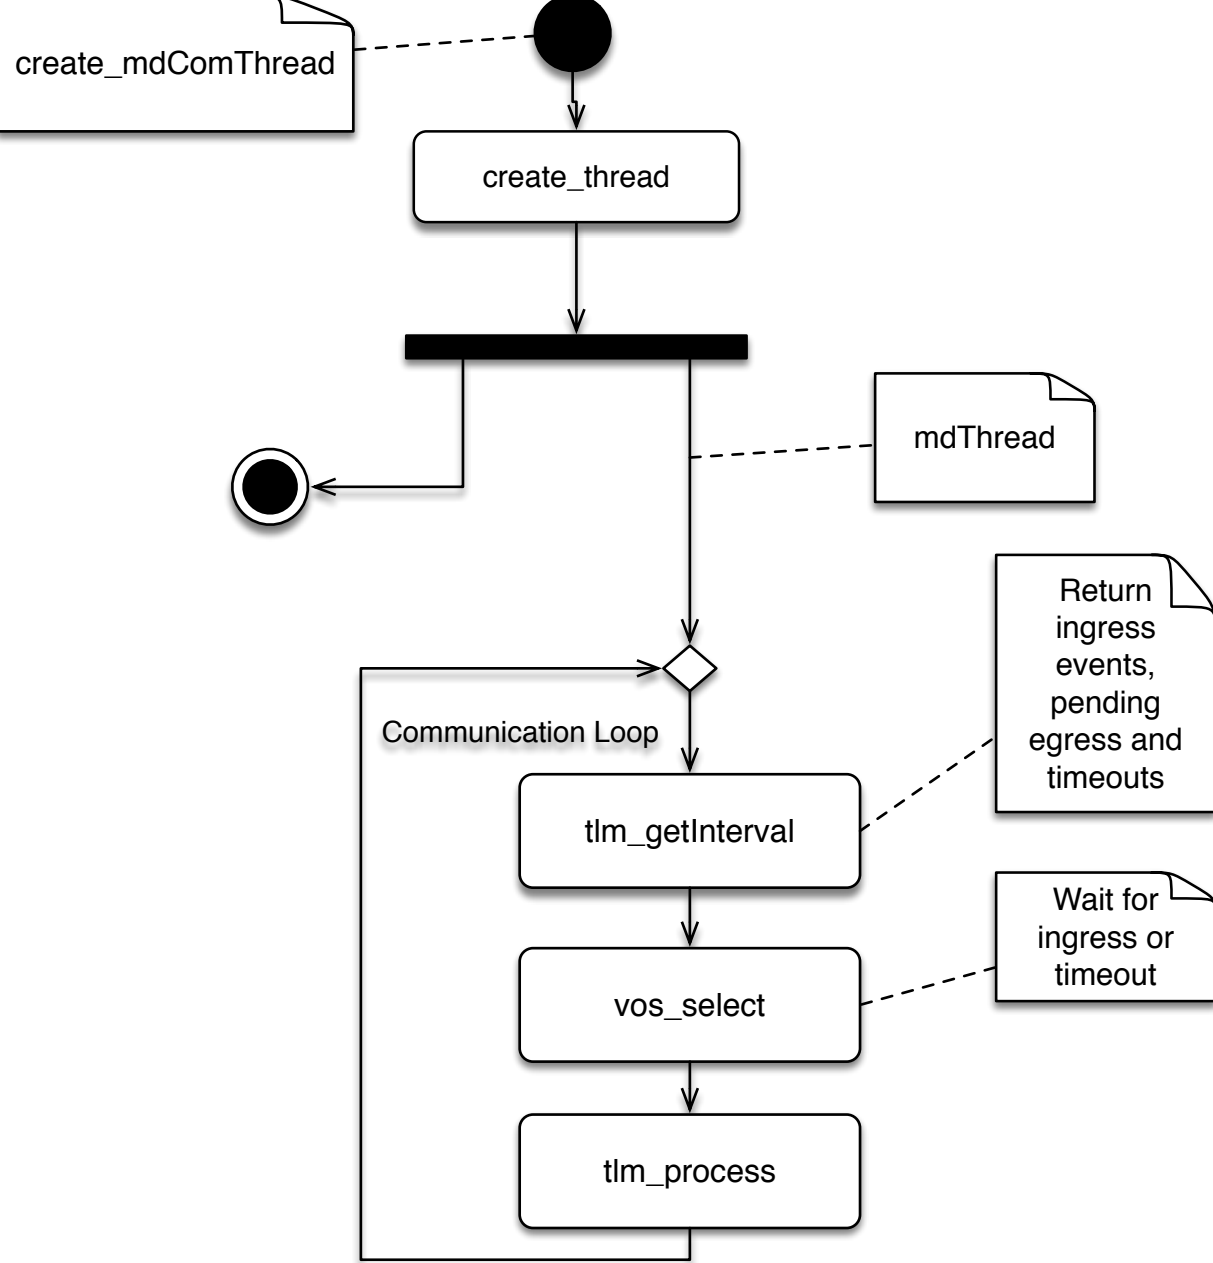 create_mdComThread
create_thread
mdThread
Return
ingress
events,
pending
egress and
timeouts
Communication Loop
tlm_getInterval
Wait for
ingress or
timeout
vos_select
tlm_process